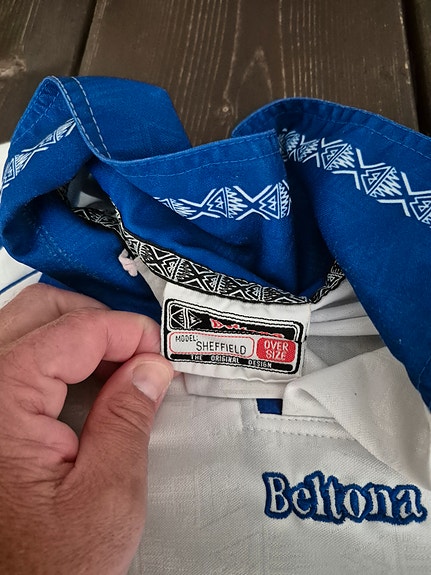 MODEL:
SHEFFIELD
OVER
SIZE
THE ORIGINAL DESIGN
Beltona